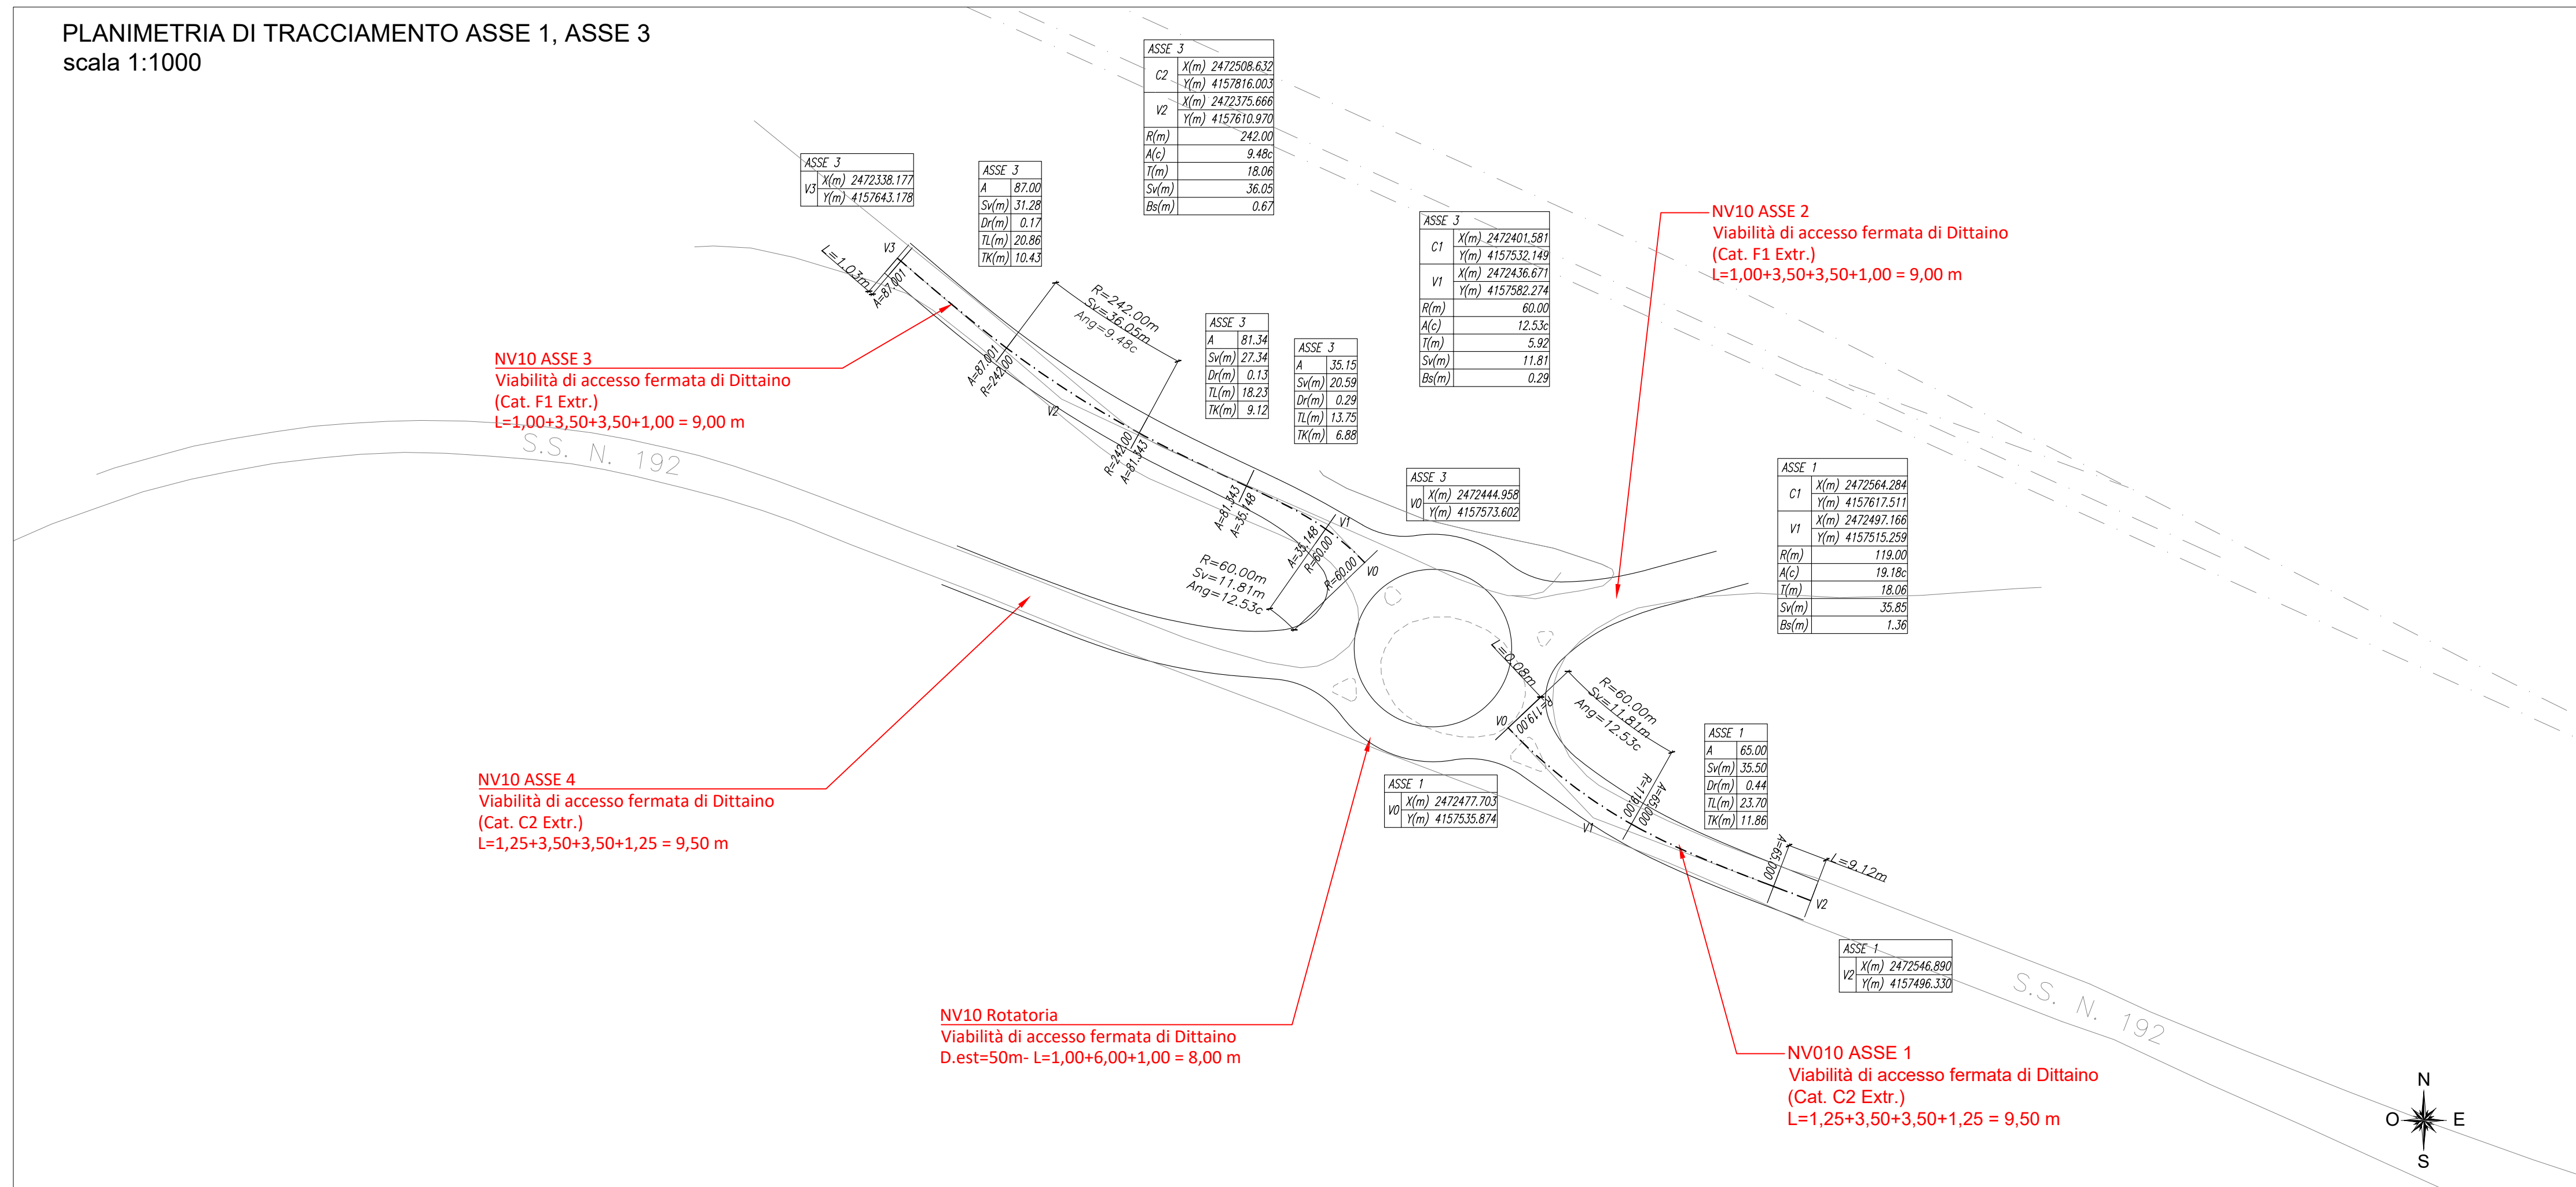 PLANIMETRIA DI TRACCIAMENTO ASSE 1, ASSE 3
scala 1:1000
ASSE 3
C2 X(m) 2472508.632
Y(m) 4157816.003
V2 X(m) 2472375.666
Y(m) 4157610.970
R(m) 242.00
A(c) 9.48c
T(m) 18.06
Sv(m) 36.05
Bs(m) 0.67
ASSE 3
V3 X(m) 2472338.177
Y(m) 4157643.178
ASSE 3
A 87.00
Sv(m) 31.28
Dr(m) 0.17
TL(m) 20.86
TK(m) 10.43
ASSE 3
C1 X(m) 2472401.581
Y(m) 4157532.149
V1 X(m) 2472436.671
Y(m) 4157582.274
R(m) 60.00
A(c) 12.53c
T(m) 5.92
Sv(m) 11.81
Bs(m) 0.29
NV10 ASSE 2
Viabilità di accesso fermata di Dittaino
(Cat. F1 Extr.)
L=1,00+3,50+3,50+1,00 = 9,00 m
V3
L=1.03m
A=87.001
R=242.00m
Sv=36.05m
Ang=9.48c
A=87.001
R=242.00
V2
R=242.00
A=81.343
ASSE 3
A 81.34
Sv(m) 27.34
Dr(m) 0.13
TL(m) 18.23
TK(m) 9.12
ASSE 3
A 35.15
Sv(m) 20.59
Dr(m) 0.29
TL(m) 13.75
TK(m) 6.88
NV10 ASSE 3
Viabilità di accesso fermata di Dittaino
(Cat. F1 Extr.)
L=1,00+3,50+3,50+1,00 = 9,00 m
S.S. N. 192
A=81.343
A=35.148
V1
A=35.148
R=60.00
R=60.00
V0
R=60.00m
Sv=11.81m
Ang=12.53c
ASSE 3
V0 X(m) 2472444.958
Y(m) 4157573.602
ASSE 1
C1 X(m) 2472564.284
Y(m) 4157617.511
V1 X(m) 2472497.166
Y(m) 4157515.259
R(m) 119.00
A(c) 19.18c
T(m) 18.06
Sv(m) 35.85
Bs(m) 1.36
L=0.08m
V0
R=119.00
R=60.00m
Sv=11.81m
Ang=12.53c
R=119.00
A=65.000
V1
ASSE 1
A 65.00
Sv(m) 35.50
Dr(m) 0.44
TL(m) 23.70
TK(m) 11.86
NV10 ASSE 4
Viabilità di accesso fermata di Dittaino
(Cat. C2 Extr.)
L=1,25+3,50+3,50+1,25 = 9,50 m
ASSE 1
V0 X(m) 2472477.703
Y(m) 4157535.874
A=65.000
L=9.12m
V2
ASSE 1
V2 X(m) 2472546.890
Y(m) 4157496.330
S.S. N. 192
NV10 Rotatoria
Viabilità di accesso fermata di Dittaino
D.est=50m- L=1,00+6,00+1,00 = 8,00 m
NV010 ASSE 1
Viabilità di accesso fermata di Dittaino
(Cat. C2 Extr.)
L=1,25+3,50+3,50+1,25 = 9,50 m
N
O E
S